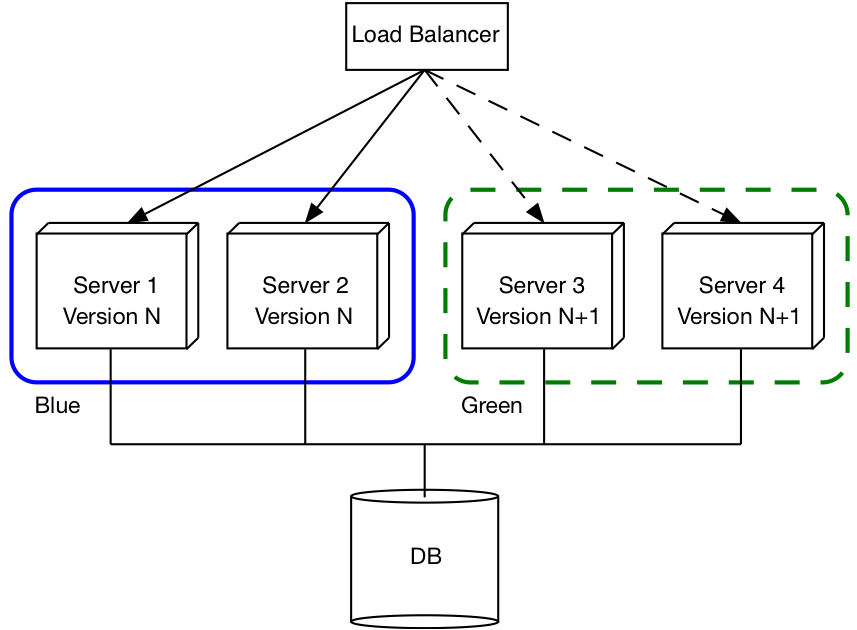 Load Balancer
Server 1
Version N
Server 2
Version N
Server 3
Version N+1
Server 4
Version N+1
Blue
Green
DB